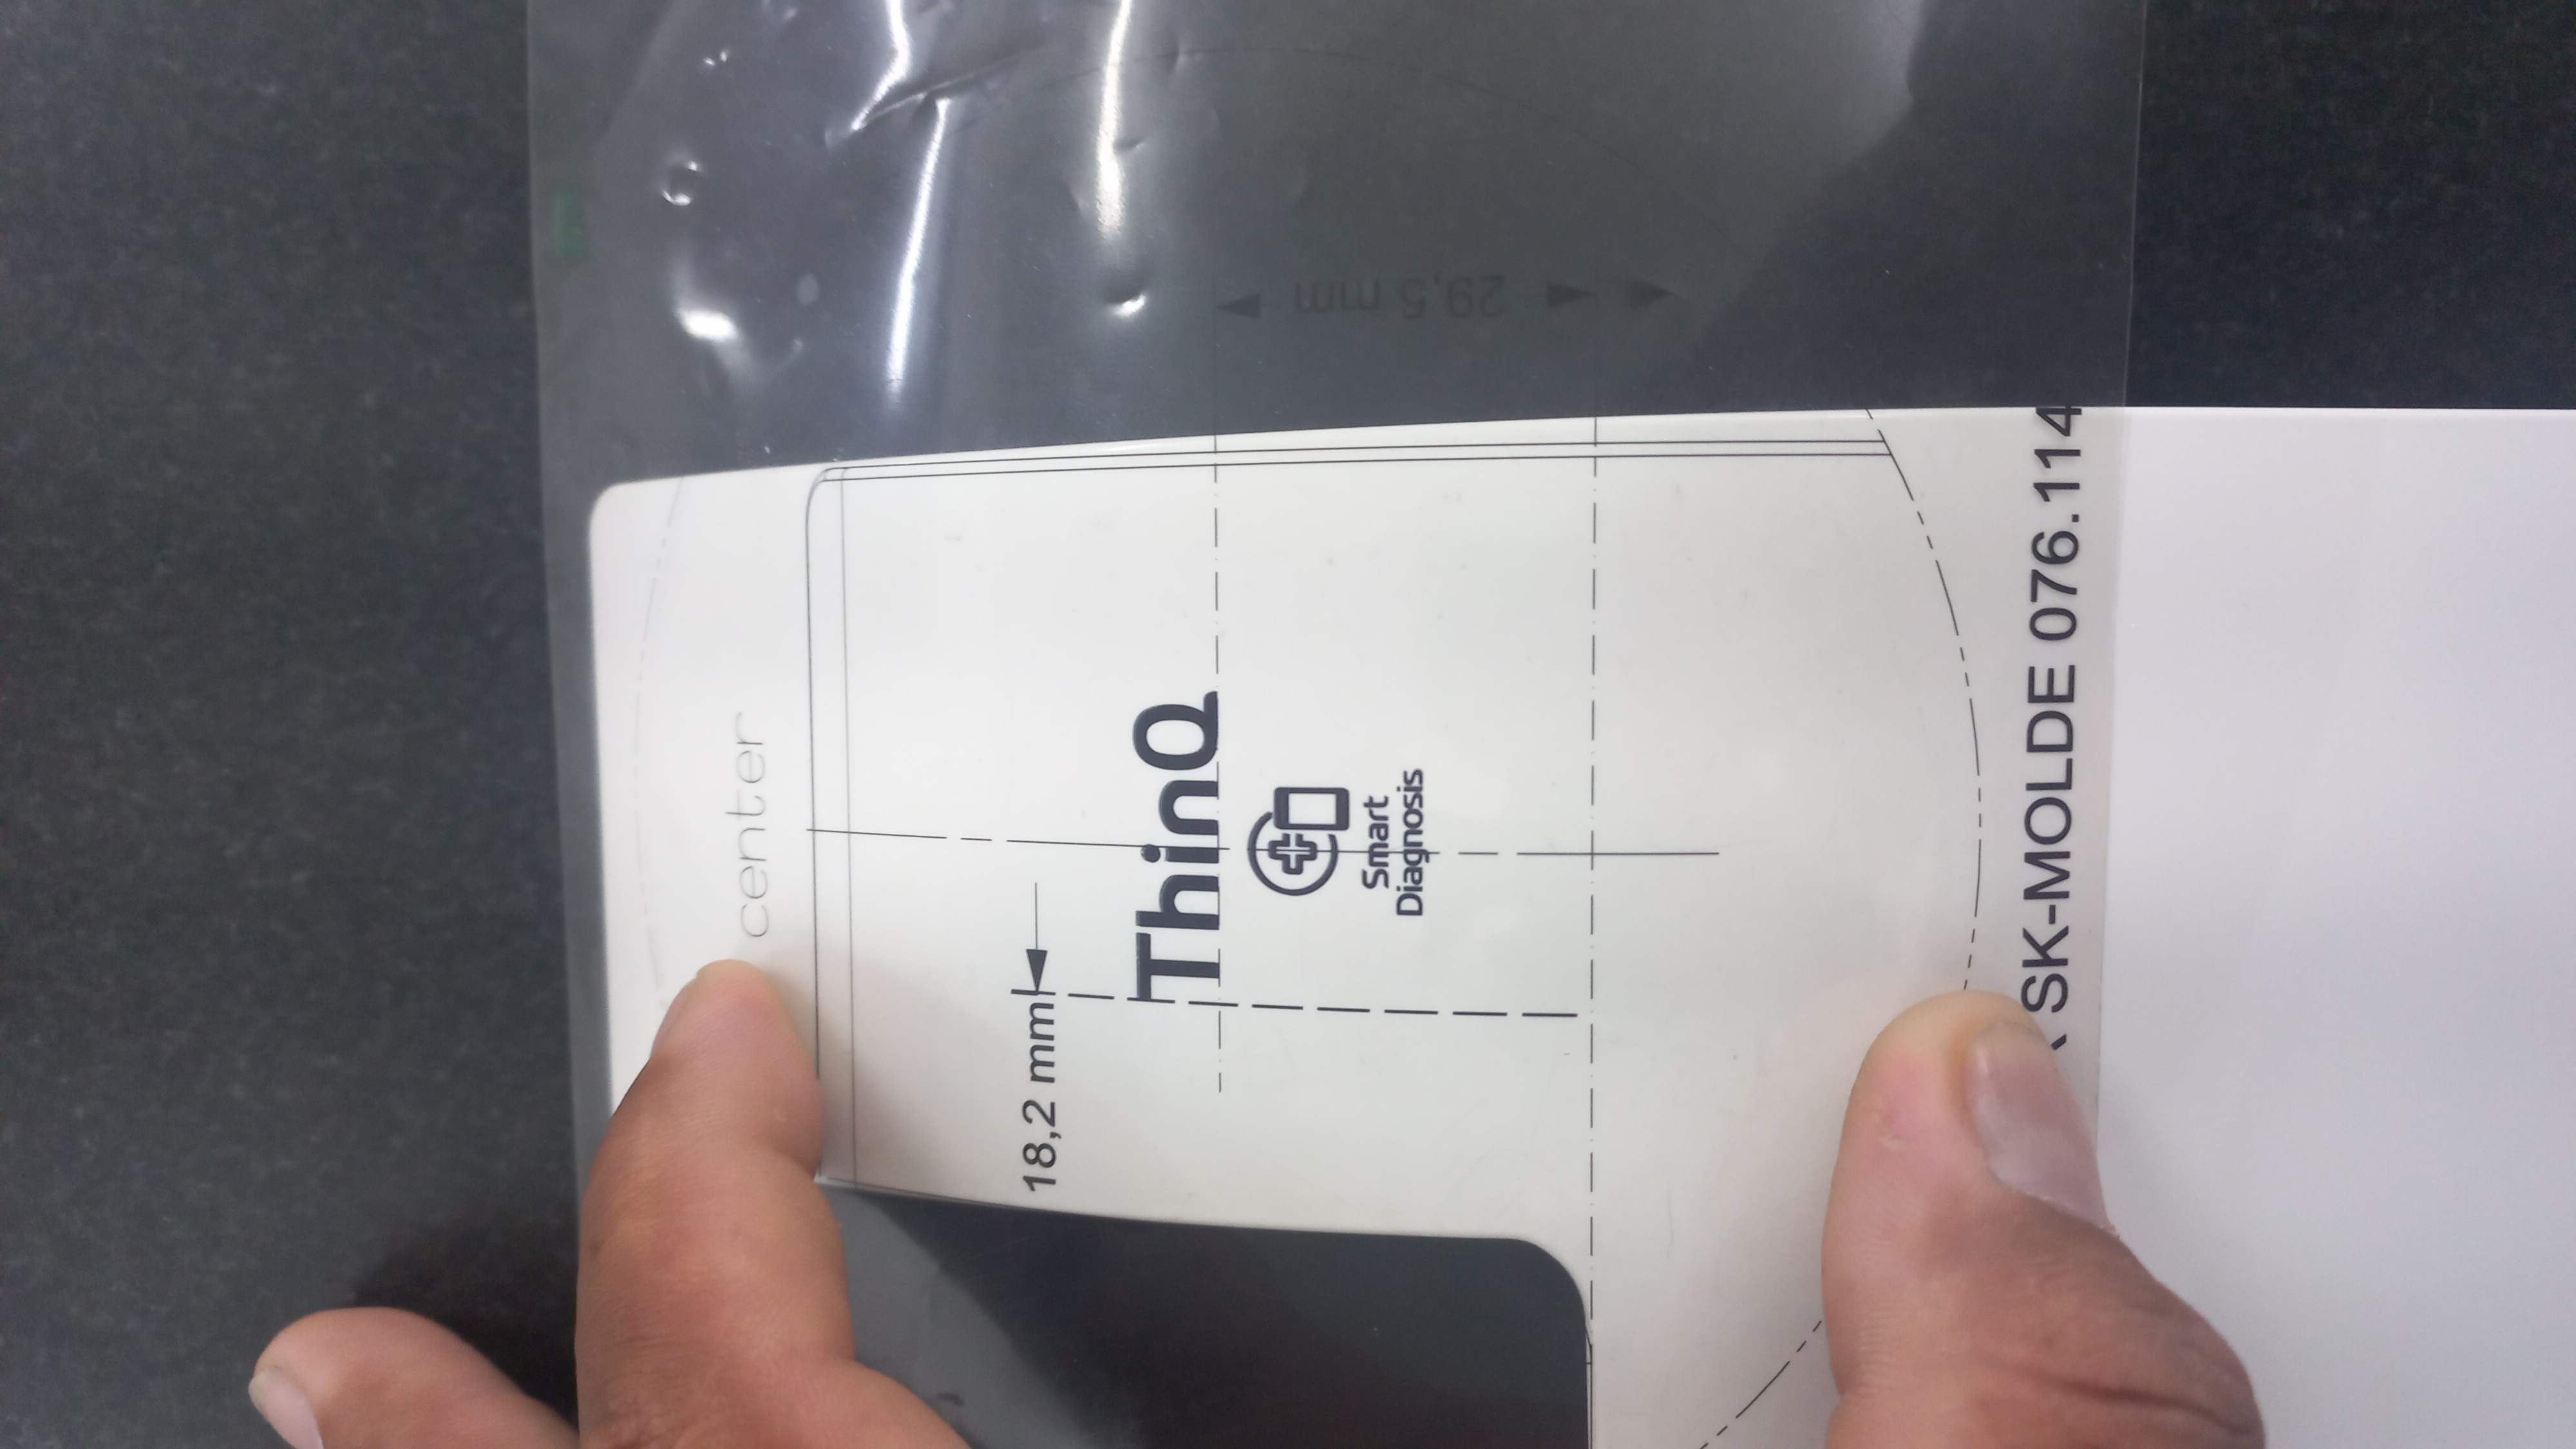 center
18,2 mm
ThinQ
29,5 mm
Smart
Diagnosis
SK-MOLDE 076.114